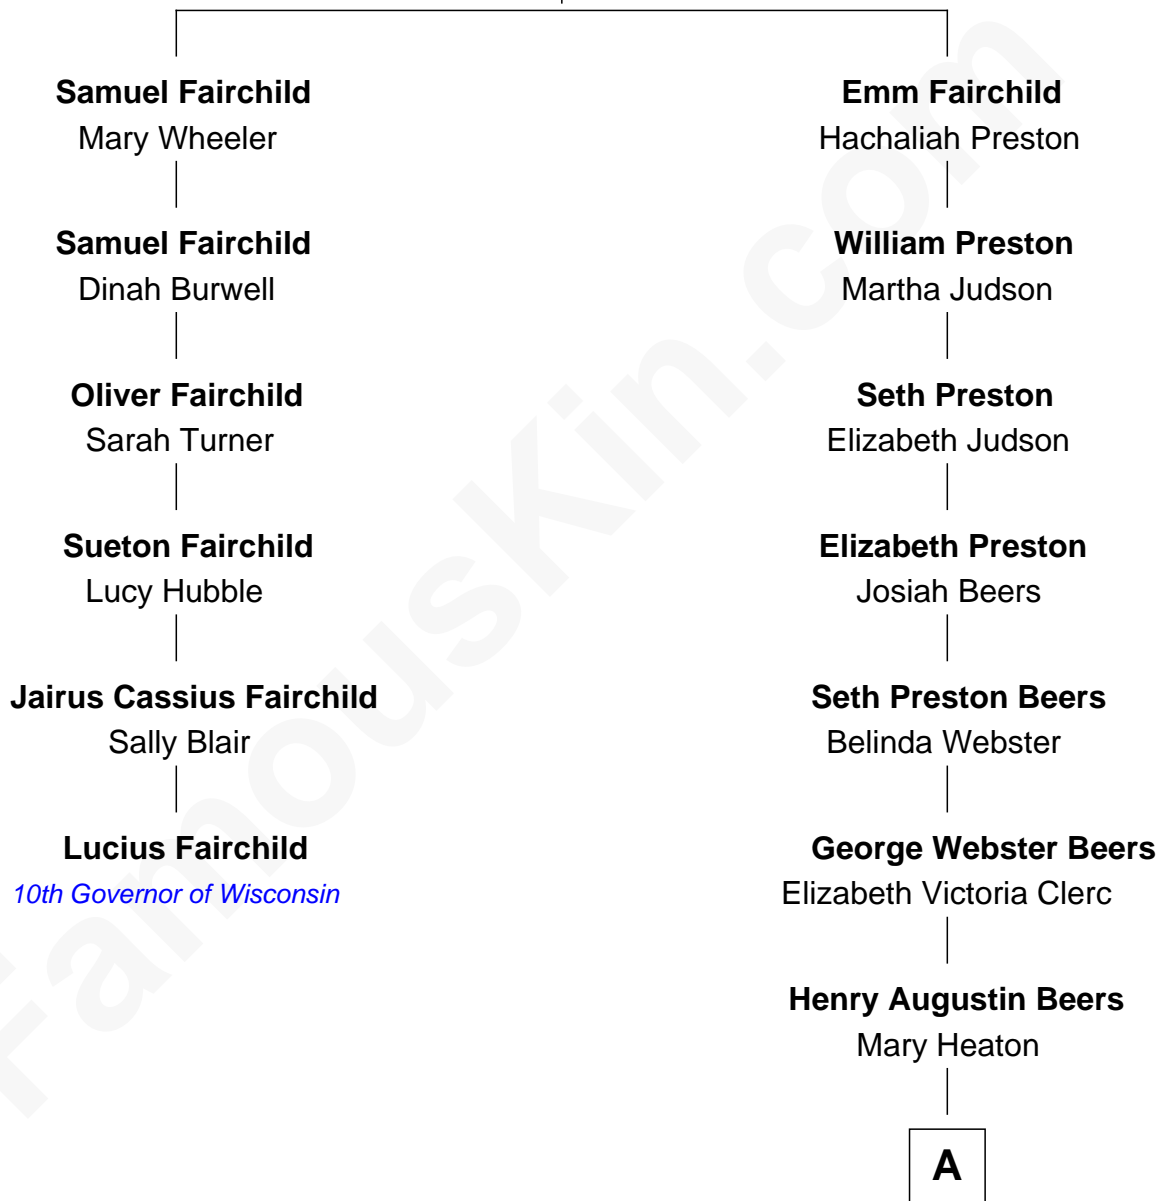 Samuel Fairchild
Mary Wheeler
Samuel Fairchild
Dinah Burwell
Oliver Fairchild
Sarah Turner
Sueton Fairchild
Lucy Hubble
Jairus Cassius Fairchild
Sally Blair
Lucius Fairchild
10th Governor of Wisconsin
Emm Fairchild
Hachaliah Preston
William Preston
Martha Judson
Seth Preston
Elizabeth Judson
Elizabeth Preston
Josiah Beers
Seth Preston Beers
Belinda Webster
George Webster Beers
Elizabeth Victoria Clerc
Henry Augustin Beers
Mary Heaton
A
FamousKin.com